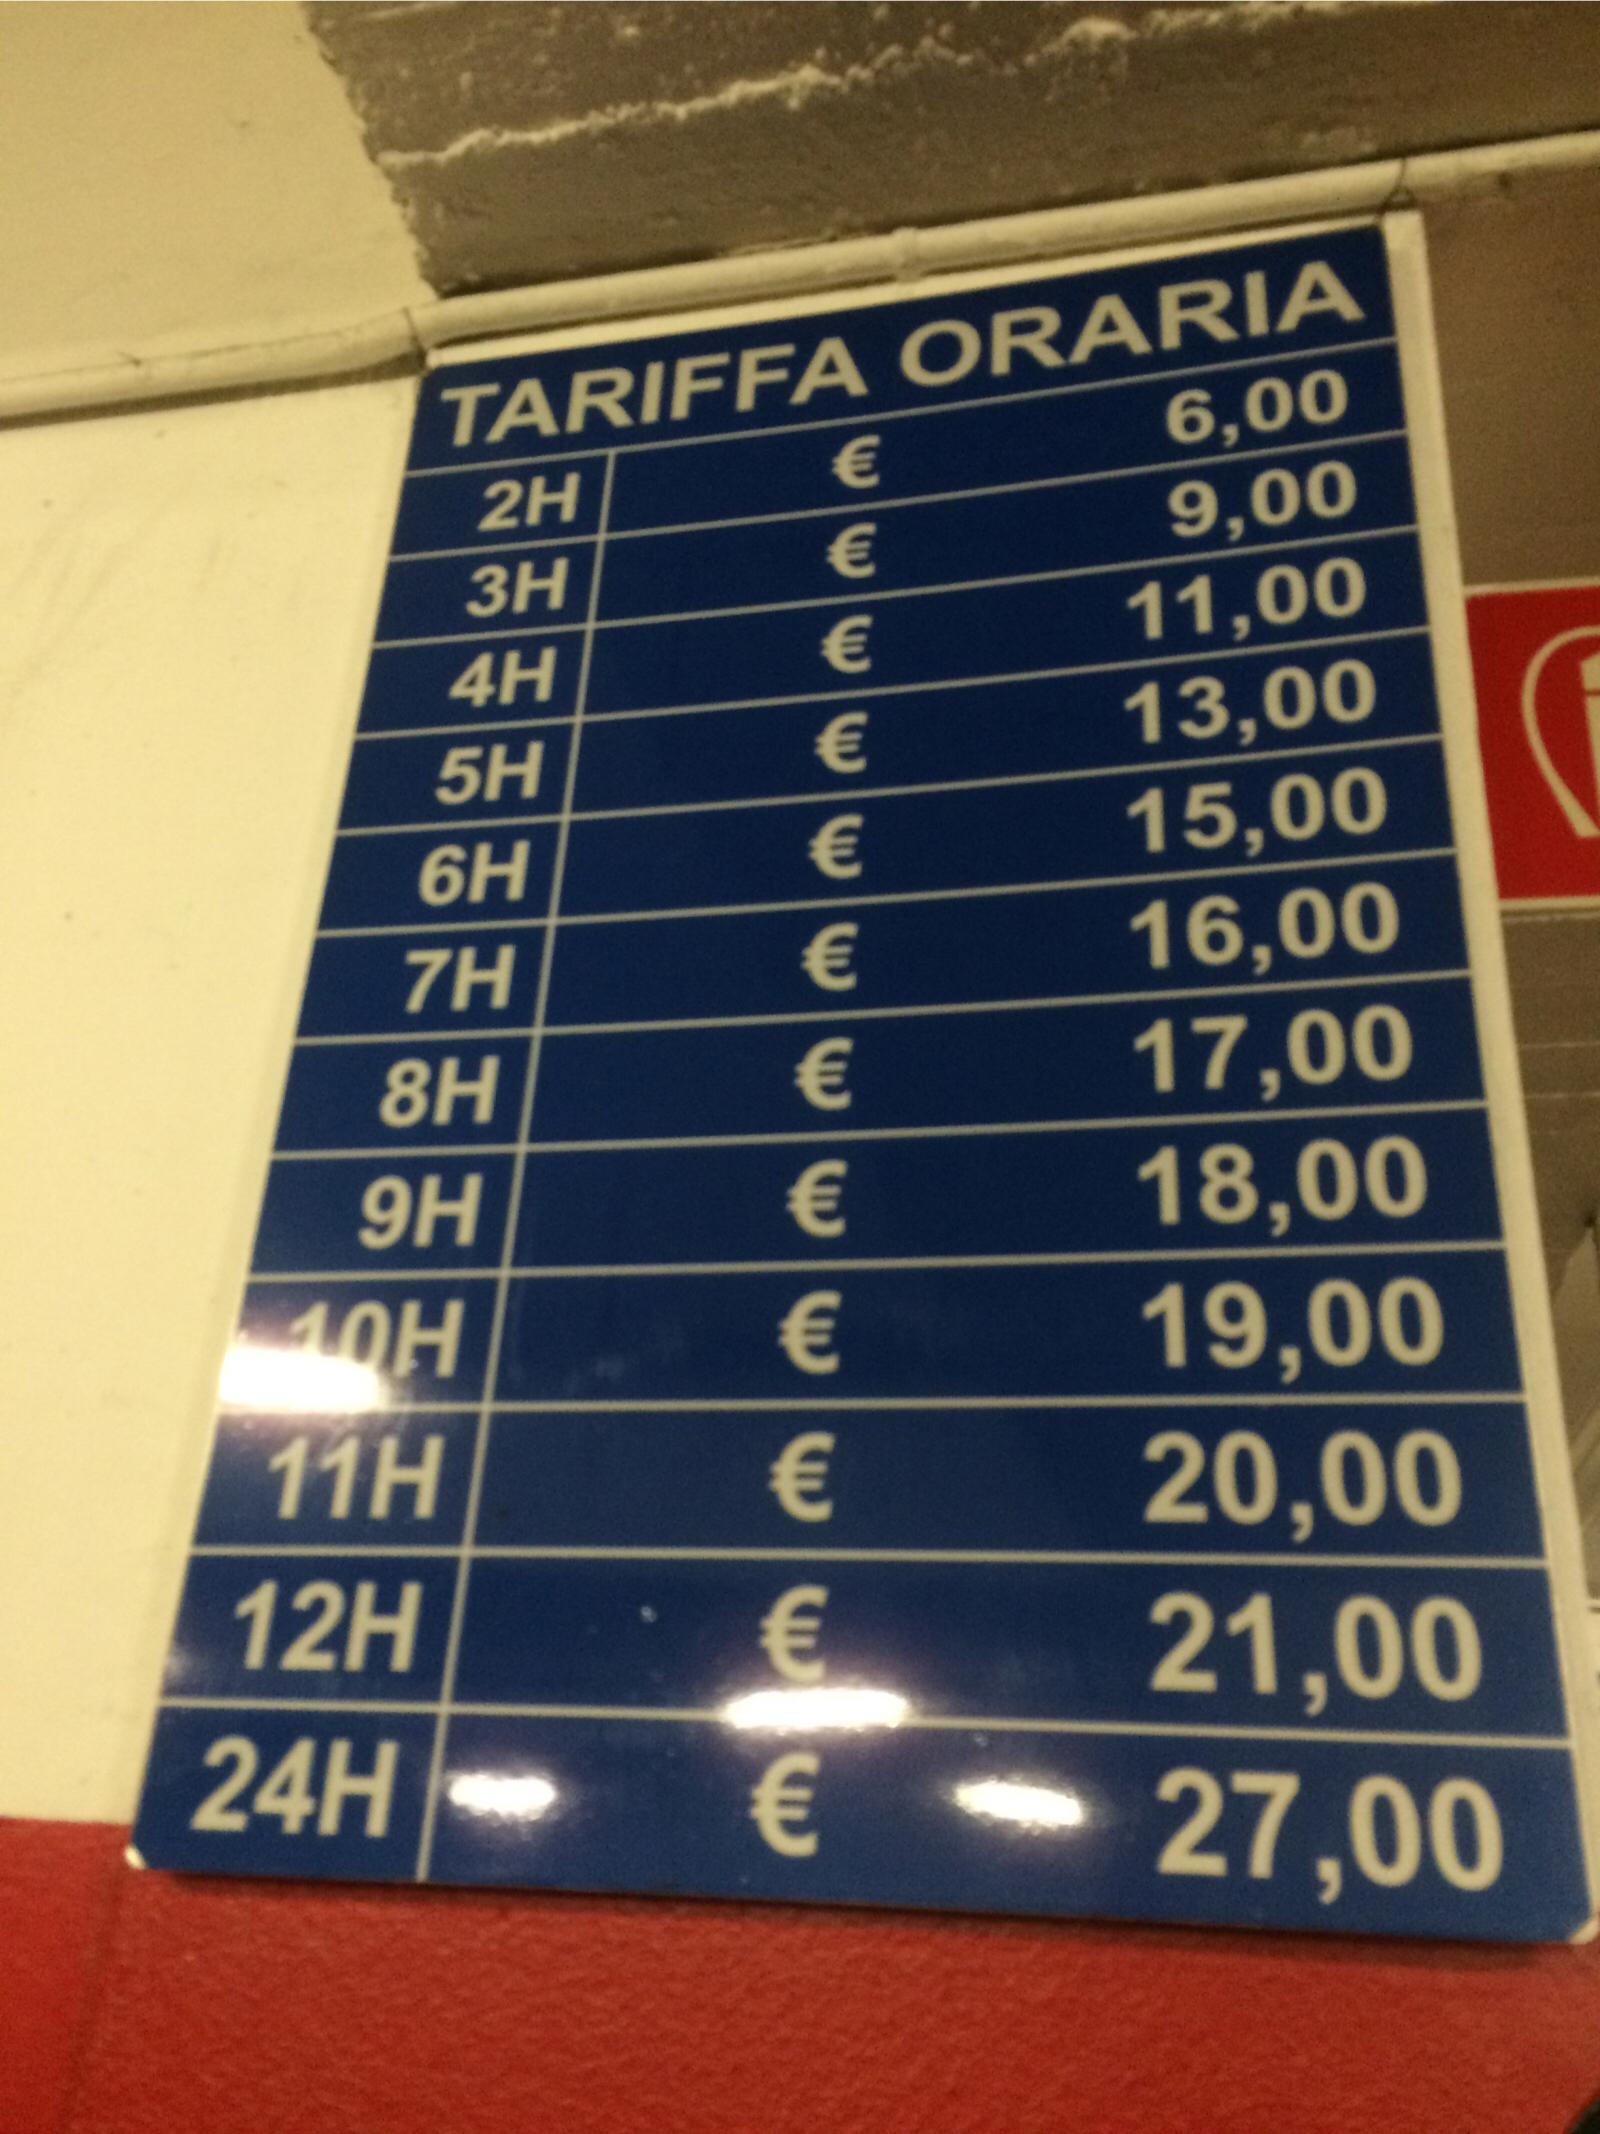 TARIFFA ORARIA
2H € 6,00
3H € 9,00
4H € 11,00
5H € 13,00
6H € 15,00
7H € 16,00
8H € 17,00
9H € 18,00
10H € 19,00
11H € 20,00
12H € 21,00
24H € 27,00